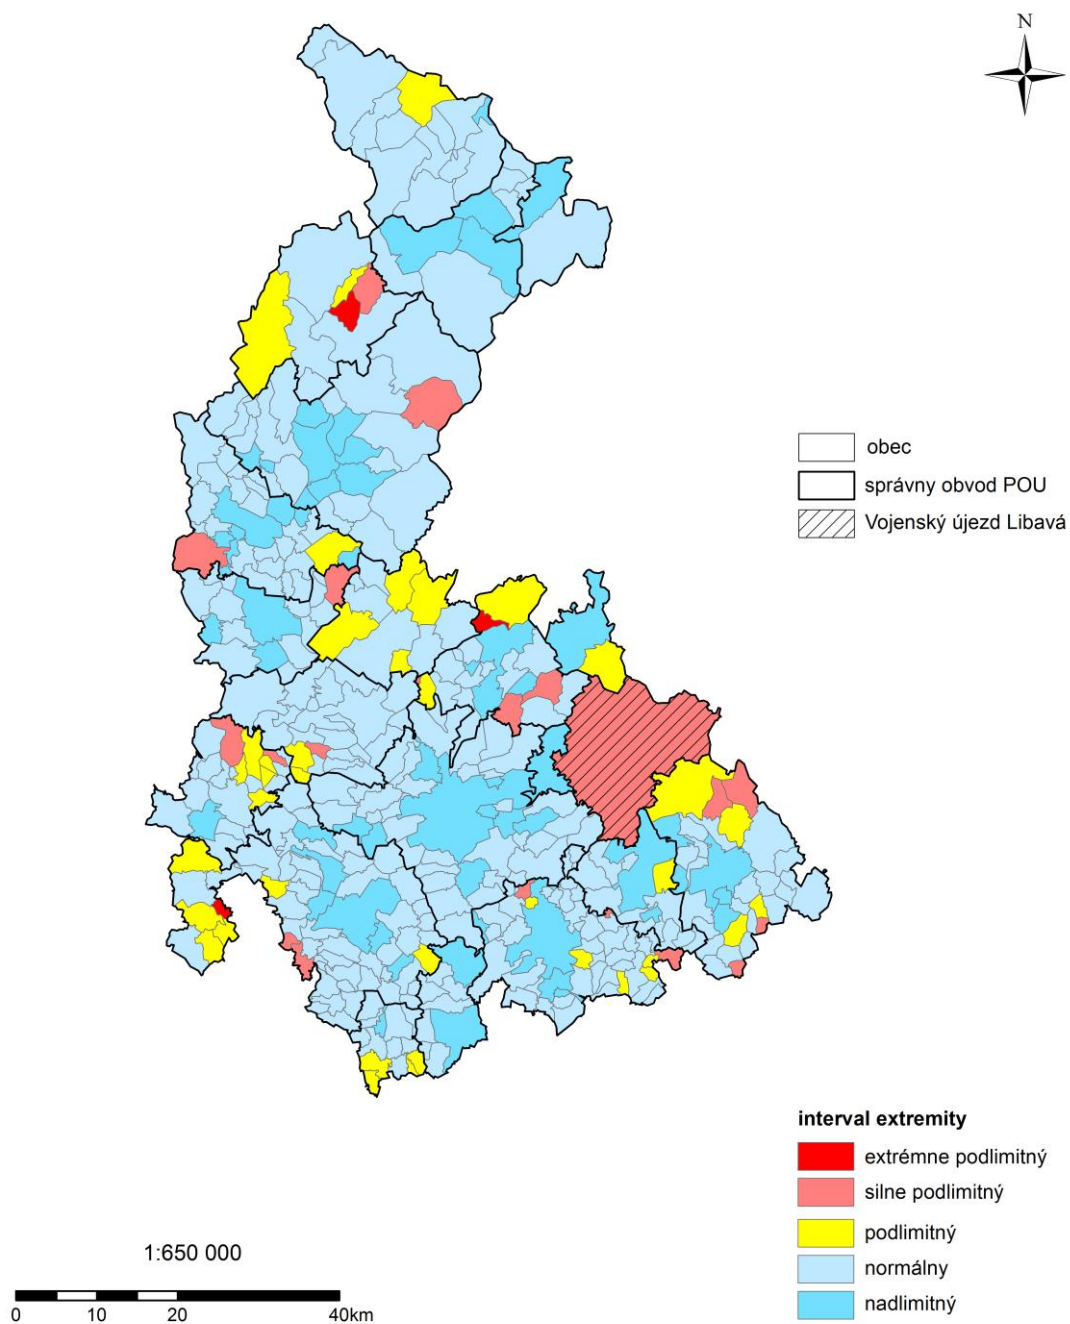 N
obec
správny obvod POU
Vojenský újezd Libavá
interval extremity
extrémne podlimitný
silne podlimitný
podlimitný
normálny
nadlimitný
1:650 000
0 10 20 40km